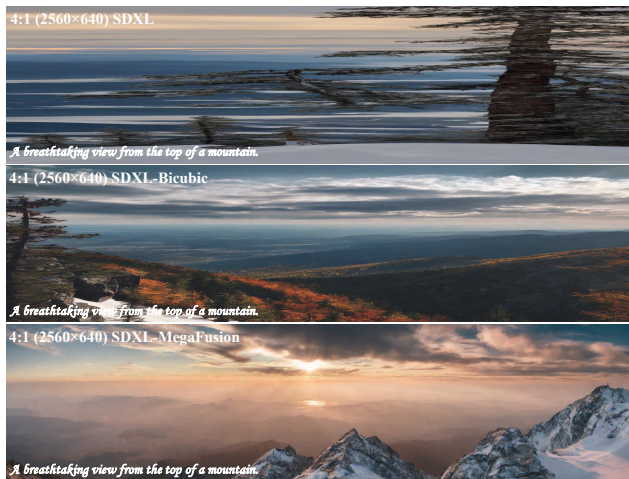 4:1 (2560×640) SDXL
A breathtaking view from the top of a mountain.
4:1 (2560×640) SDXL-Bicubic
A breathtaking view from the top of a mountain.
4:1 (2560×640) SDXL-MegaFusion
A breathtaking view from the top of a mountain.